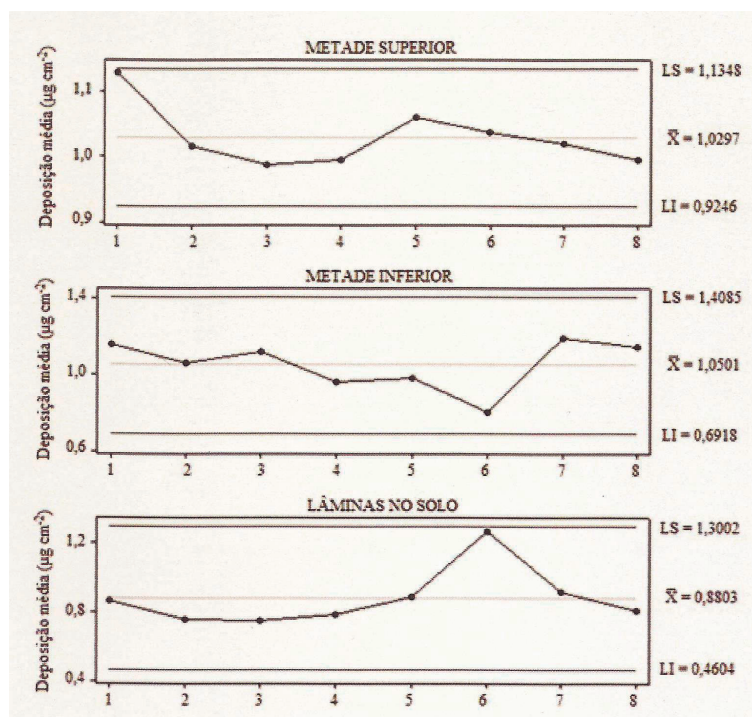 METADE SUPERIOR
Deposição média (µg cm⁻²)
1,1
1,0
0,9
LS = 1,1348
X̿ = 1,0297
LI = 0,9246
1 2 3 4 5 6 7 8
METADE INFERIOR
Deposição média (µg cm⁻²)
1,4
1,0
0,6
LS = 1,4085
X̿ = 1,0501
LI = 0,6918
1 2 3 4 5 6 7 8
LÂMINAS NO SOLO
Deposição média (µg cm⁻²)
1,2
0,8
0,4
LS = 1,3002
X̿ = 0,8803
LI = 0,4604
1 2 3 4 5 6 7 8